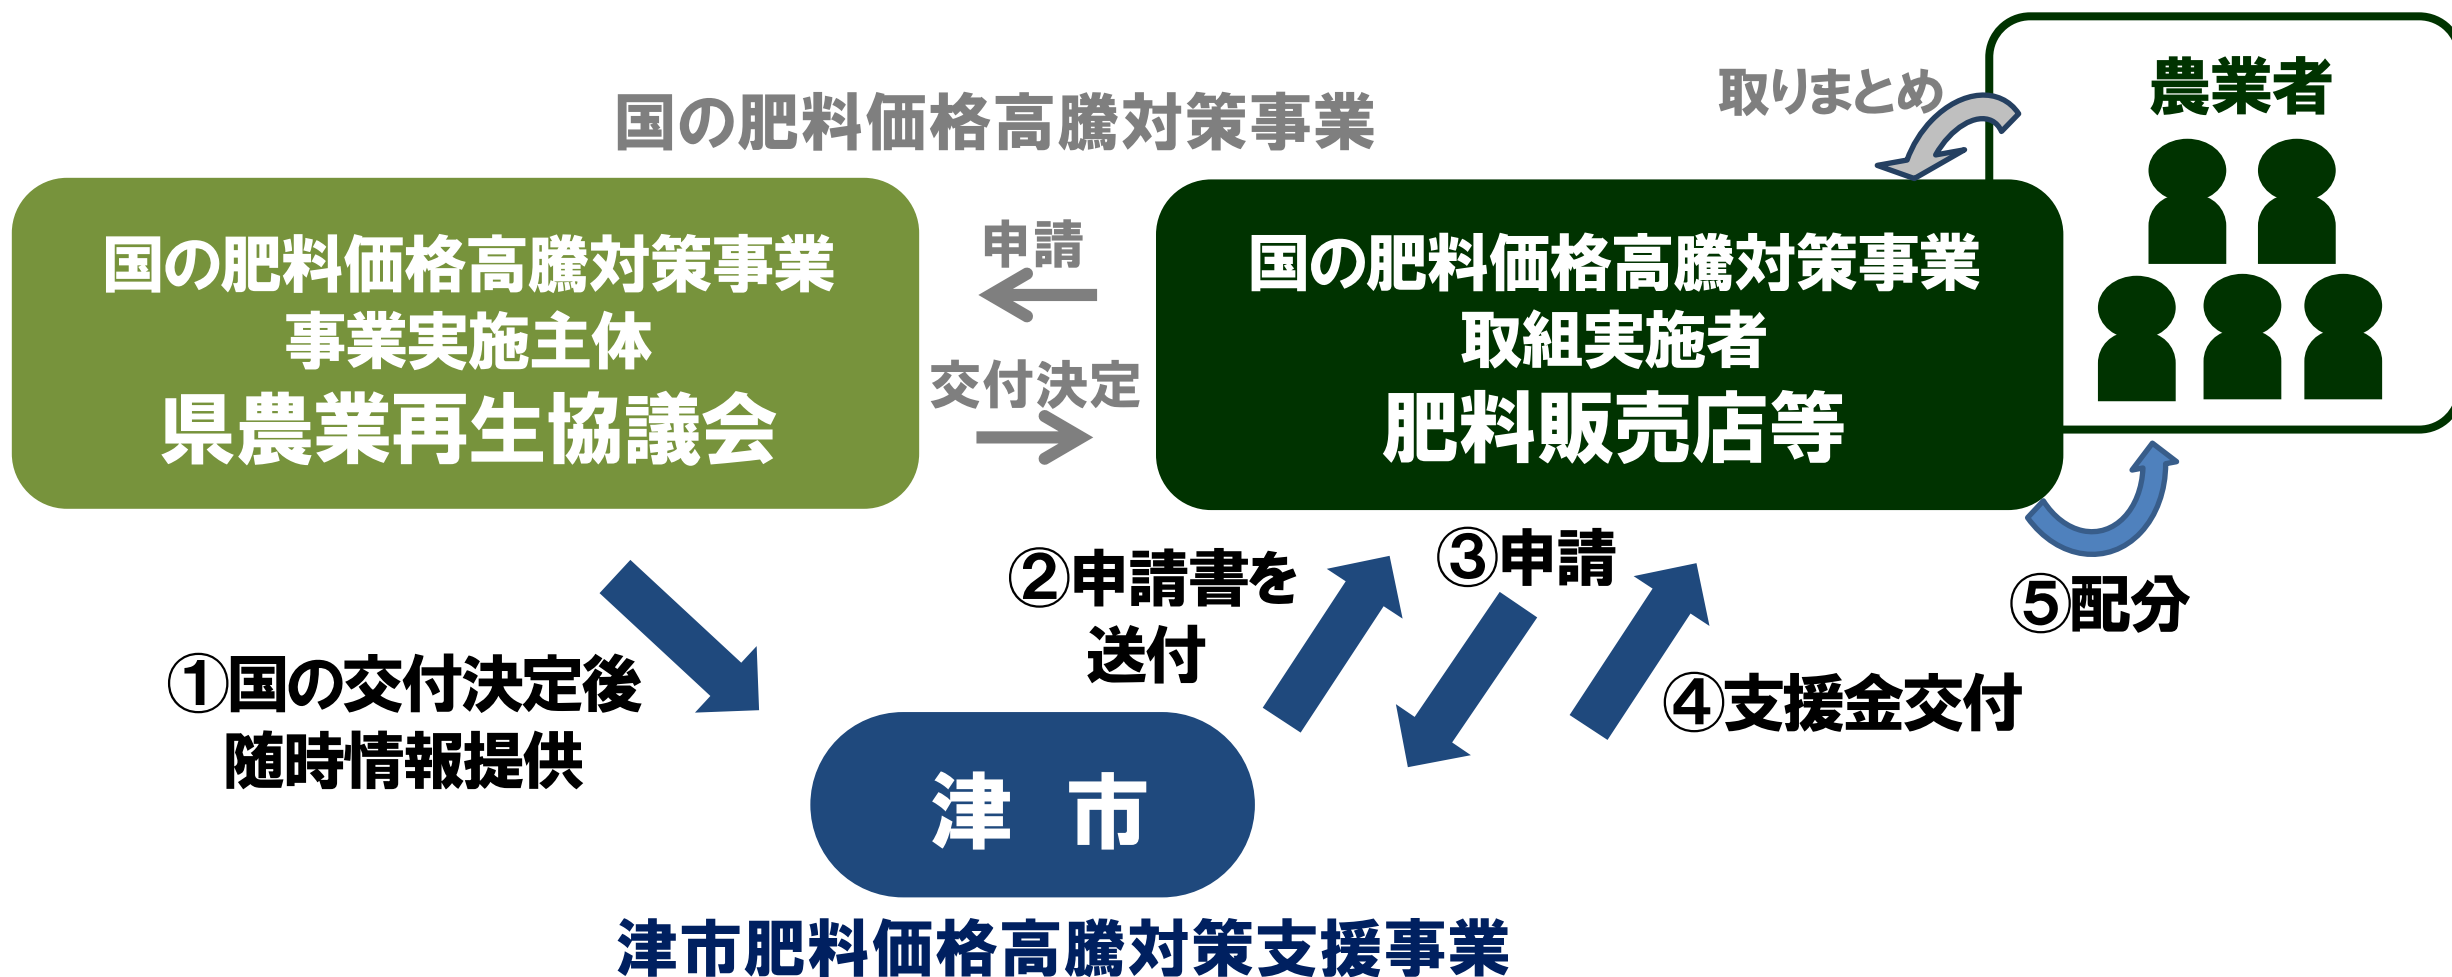 農業者
取りまとめ
国の肥料価格高騰対策事業
国の肥料価格高騰対策事業
事業実施主体
県農業再生協議会
申請
交付決定
国の肥料価格高騰対策事業
取組実施者
肥料販売店等
①国の交付決定後
随時情報提供
②申請書を
送付
③申請
④支援金交付
⑤配分
津 市
津市肥料価格高騰対策支援事業